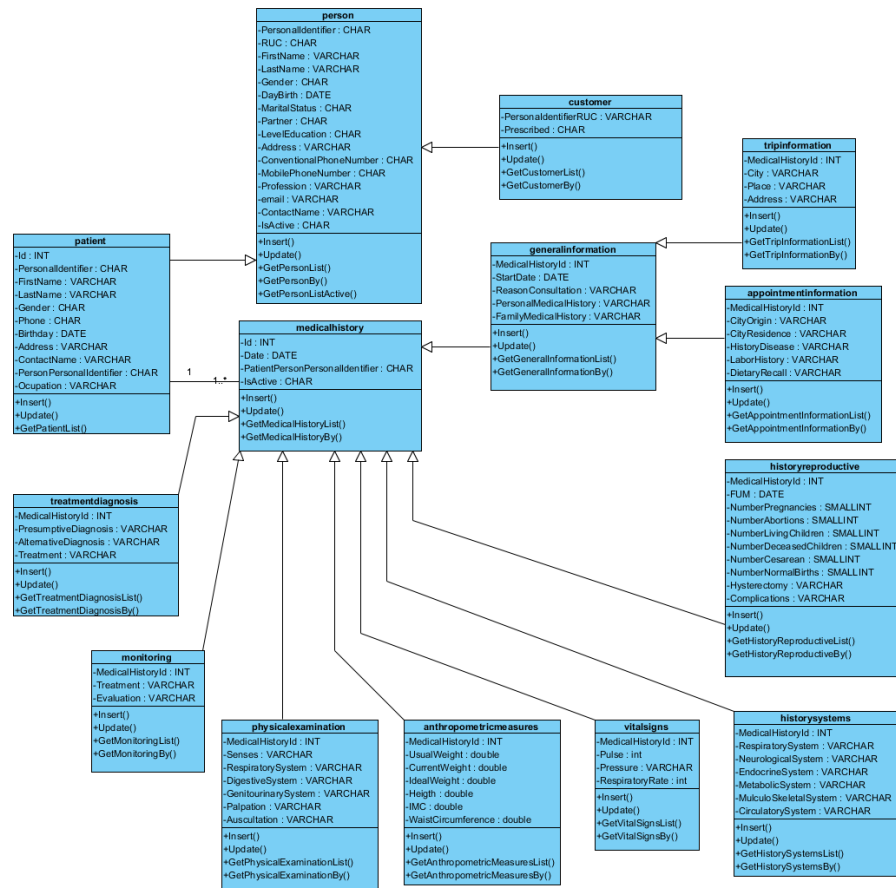 person
-PersonalIdentifier : CHAR
-RUC : CHAR
-FirstName : VARCHAR
-LastName : VARCHAR
-Gender : CHAR
-DayBirth : DATE
-MaritalStatus : CHAR
-Partner : CHAR
-LevelEducation : CHAR
-Address : VARCHAR
-ConventionalPhoneNumber : CHAR
-MobilePhoneNumber : CHAR
-Profession : VARCHAR
-email : VARCHAR
-ContactName : VARCHAR
-IsActive : CHAR
+Insert()
+Update()
+GetPersonList()
+GetPersonBy()
+GetPersonListActive()
customer
-PersonalIdentifierRUC : VARCHAR
-Prescribed : CHAR
+Insert()
+Update()
+GetCustomerList()
+GetCustomerBy()
tripinformation
-MedicalHistoryId : INT
-City : VARCHAR
-Place : VARCHAR
-Address : VARCHAR
+Insert()
+Update()
+GetTripInformationList()
+GetTripInformationBy()
patient
-Id : INT
-PersonalIdentifier : CHAR
-FirstName : VARCHAR
-LastName : VARCHAR
-Gender : CHAR
-Phone : CHAR
-Birthday : DATE
-Address : VARCHAR
-ContactName : VARCHAR
-PersonPersonalIdentifier : CHAR
-Ocupation : VARCHAR
+Insert()
+Update()
+GetPatientList()
generalinformation
-MedicalHistoryId : INT
-StartDate : DATE
-ReasonConsultation : VARCHAR
-PersonalMedicalHistory : VARCHAR
-FamilyMedicalHistory : VARCHAR
+Insert()
+Update()
+GetGeneralInformationList()
+GetGeneralInformationBy()
appointmentinformation
-MedicalHistoryId : INT
-CityOrigin : VARCHAR
-CityResidence : VARCHAR
-HistoryDisease : VARCHAR
-LaborHistory : VARCHAR
-DietaryRecall : VARCHAR
+Insert()
+Update()
+GetAppointmentInformationList()
+GetAppointmentInformationBy()
medicalhistory
-Id : INT
-Date : DATE
-PatientPersonPersonalIdentifier : CHAR
-IsActive : CHAR
+Insert()
+Update()
+GetMedicalHistoryList()
+GetMedicalHistoryBy()
1
1..*
treatmentdiagnosis
-MedicalHistoryId : INT
-PresumptiveDiagnosis : VARCHAR
-AlternativeDiagnosis : VARCHAR
-Treatment : VARCHAR
+Insert()
+Update()
+GetTreatmentDiagnosisList()
+GetTreatmentDiagnosisBy()
historyreproductive
-MedicalHistoryId : INT
-FUM : DATE
-NumberPregnancies : SMALLINT
-NumberAbortions : SMALLINT
-NumberLivingChildren : SMALLINT
-NumberDeceasedChildren : SMALLINT
-NumberCesarean : SMALLINT
-NumberNormalBirths : SMALLINT
-Hysterectomy : VARCHAR
-Complications : VARCHAR
+Insert()
+Update()
+GetHistoryReproductiveList()
+GetHistoryReproductiveBy()
monitoring
-MedicalHistoryId : INT
-Treatment : VARCHAR
-Evaluation : VARCHAR
+Insert()
+Update()
+GetMonitoringList()
+GetMonitoringBy()
physicalexamination
-MedicalHistoryId : INT
-Senses : VARCHAR
-RespiratorySystem : VARCHAR
-DigestiveSystem : VARCHAR
-GenitourinarySystem : VARCHAR
-Palpation : VARCHAR
-Auscultation : VARCHAR
+Insert()
+Update()
+GetPhysicalExaminationList()
+GetPhysicalExaminationBy()
anthropometricmeasures
-MedicalHistoryId : INT
-UsualWeight : double
-CurrentWeight : double
-IdealWeight : double
-Heigth : double
-IMC : double
-WaistCircumference : double
+Insert()
+Update()
+GetAnthropometricMeasuresList()
+GetAnthropometricMeasuresBy()
vitalsigns
-MedicalHistoryId : INT
-Pulse : int
-Pressure : VARCHAR
-RespiratoryRate : int
+Insert()
+Update()
+GetVitalSignsList()
+GetVitalSignsBy()
historysystems
-MedicalHistoryId : INT
-RespiratorySystem : VARCHAR
-NeurologicalSystem : VARCHAR
-EndocrineSystem : VARCHAR
-MetabolicSystem : VARCHAR
-MulculoSkeletalSystem : VARCHAR
-CirculatorySystem : VARCHAR
+Insert()
+Update()
+GetHistorySystemsList()
+GetHistorySystemsBy()